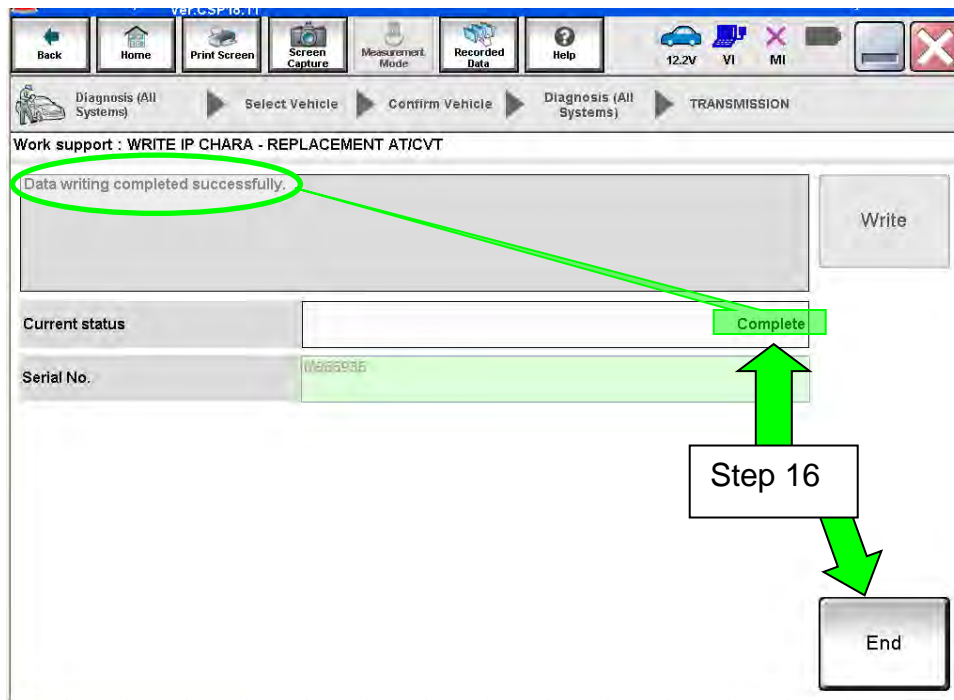 Back
Home
Print Screen
Screen
Capture
Measurement
Mode
Recorded
Data
Help
12.2V
VI
MI
Diagnosis (All
Systems)
Select Vehicle
Confirm Vehicle
Diagnosis (All
Systems)
TRANSMISSION
Work support : WRITE IP CHARA - REPLACEMENT AT/CVT
Data writing completed successfully.
Write
Current status
Complete
Serial No.
Step 16
End